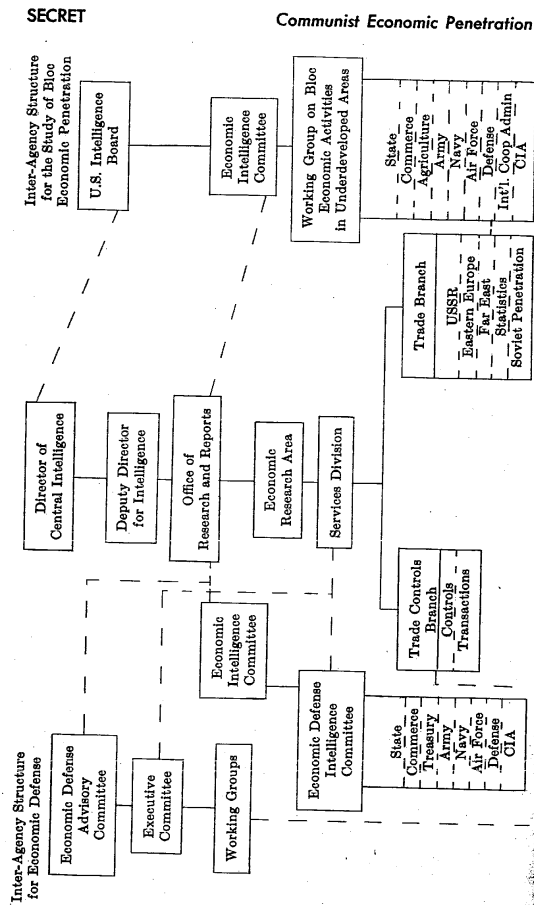 SECRET
Communist Economic Penetration
Inter-Agency Structure
for Economic Defense
Economic Defense
Advisory
Committee
Executive
Committee
Working Groups
Economic
Intelligence
Committee
Economic Defense
Intelligence
Committee
State
Commerce
Treasury
Army
Navy
Air Force
Defense
CIA
Director of
Central Intelligence
Deputy Director
for Intelligence
Office of
Research and Reports
Economic
Research Area
Services Division
Trade Controls
Branch
Controls
Transactions
Trade Branch
USSR
Eastern Europe
Far East
Statistics
Soviet Penetration
Inter-Agency Structure
for the Study of Bloc
Economic Penetration
U.S. Intelligence
Board
Economic
Intelligence
Committee
Working Group on Bloc
Economic Activities
in Underdeveloped Areas
State
Commerce
Agriculture
Army
Navy
Air Force
Defense
Int'l. Coop Admin
CIA